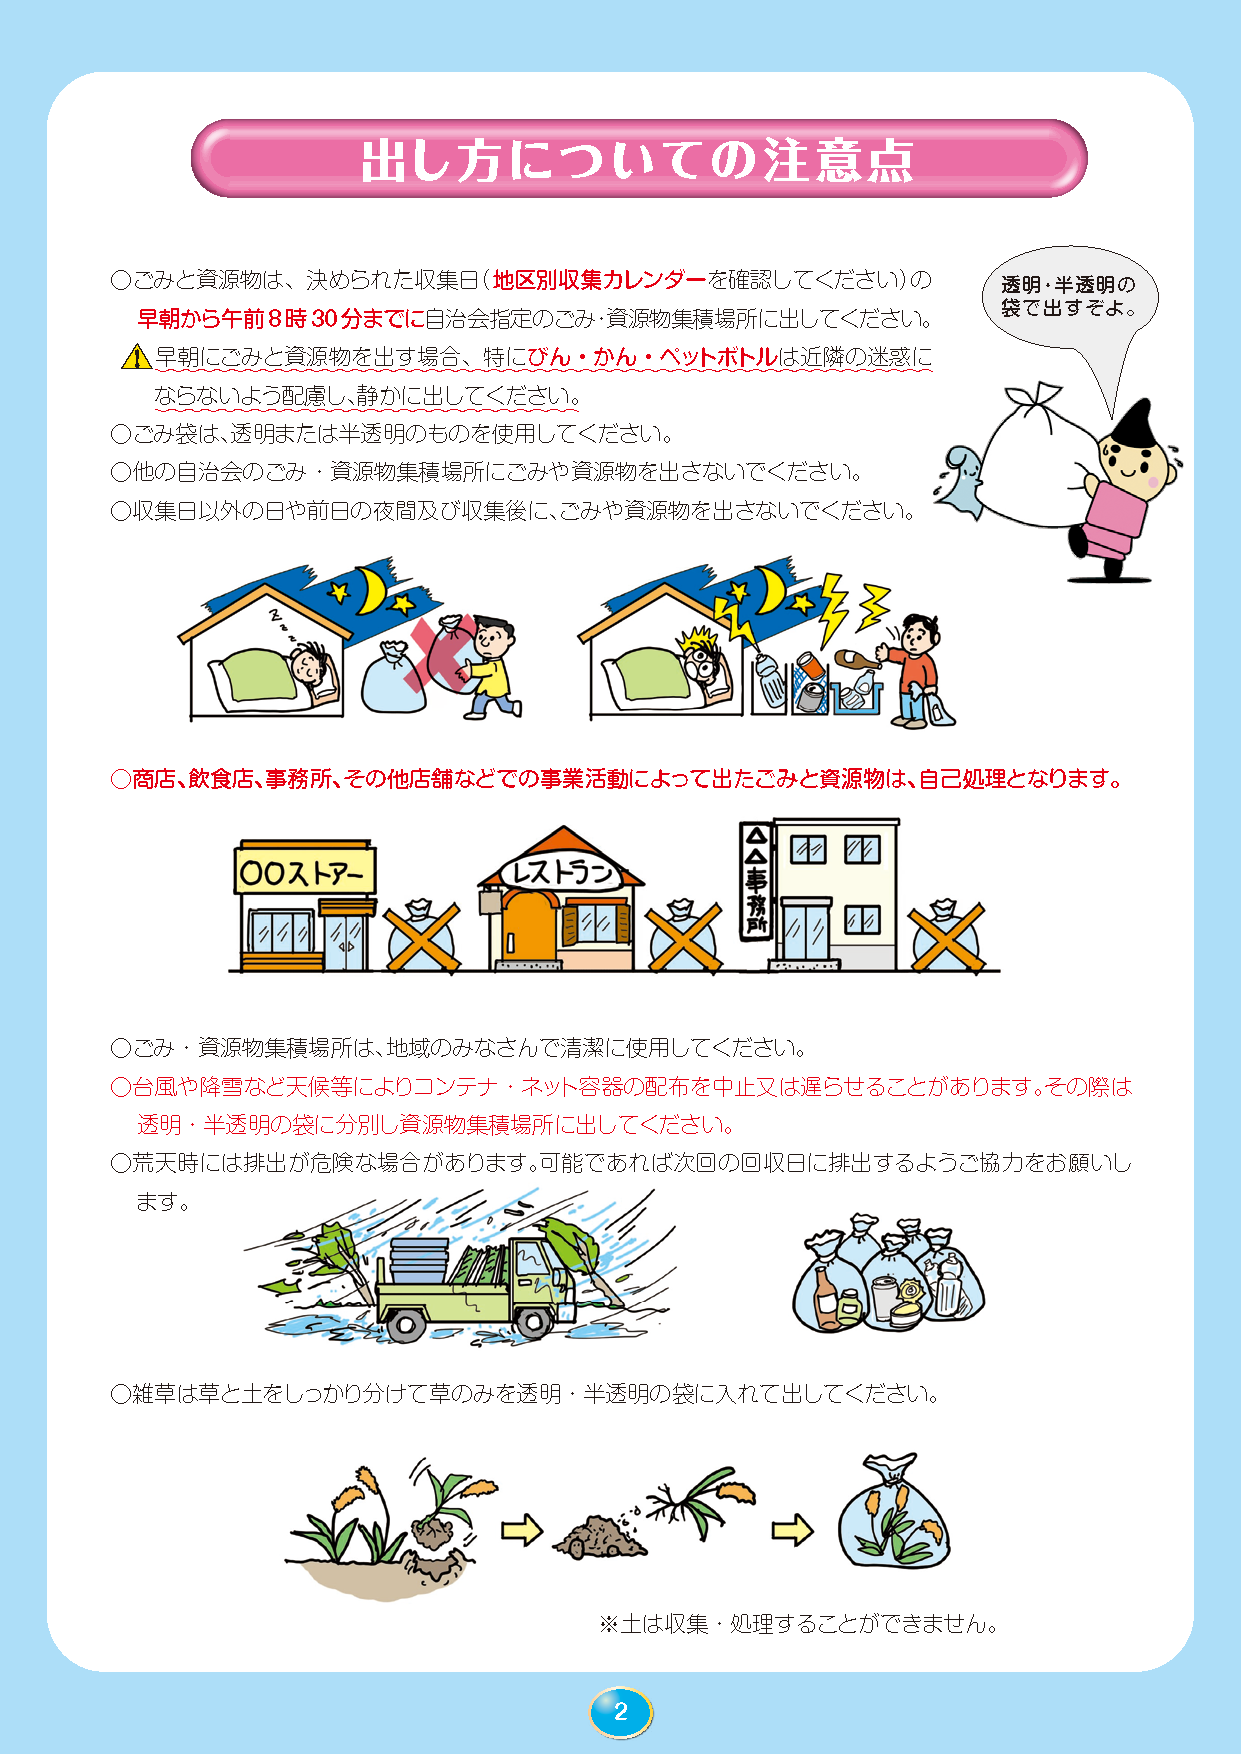 出し方についての注意点
○ごみと資源物は、決められた収集日（地区別収集カレンダーを確認してください）の
早朝から午前8時30分までに自治会指定のごみ・資源物集積場所に出してください。
早朝にごみと資源物を出す場合、特にびん・かん・ペットボトルは近隣の迷惑に
ならないよう配慮し、静かに出してください。
○ごみ袋は、透明または半透明のものを使用してください。
○他の自治会のごみ・資源物集積場所にごみや資源物を出さないでください。
○収集日以外の日や前日の夜間及び収集後に、ごみや資源物を出さないでください。
透明・半透明の
袋で出すぞよ。
z z z z
○商店、飲食店、事務所、その他店舗などでの事業活動によって出たごみと資源物は、自己処理となります。
○○ストアー
レストラン
△△事務所
○ごみ・資源物集積場所は、地域のみなさんで清潔に使用してください。
○台風や降雪など天候等によりコンテナ・ネット容器の配布を中止又は遅らせることがあります。その際は
透明・半透明の袋に分別し資源物集積場所に出してください。
○荒天時には排出が危険な場合があります。可能であれば次回の回収日に排出するようご協力をお願いし
ます。
○雑草は草と土をしっかり分けて草のみを透明・半透明の袋に入れて出してください。
※土は収集・処理することができません。
2